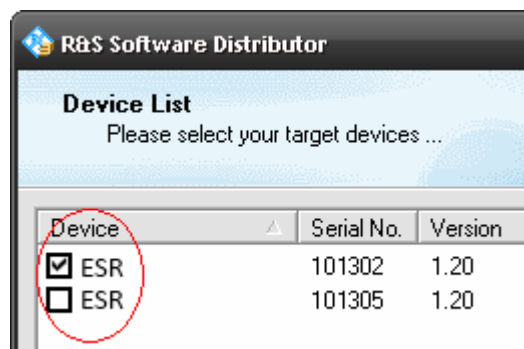 R&S Software Distributor
Device List
Please select your target devices ...
Device Serial No. Version
ESR 101302 1.20
ESR 101305 1.20